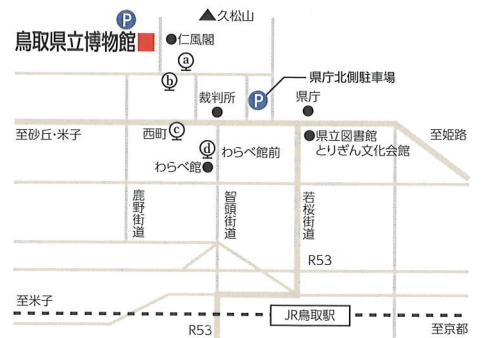 P
▲久松山
鳥取県立博物館
仁風閣
a
b
県庁北側駐車場
P
裁判所
県庁
至砂丘・米子
西町
c
至姫路
県立図書館
とりぎん文化会館
d
わらべ館前
わらべ館
鹿野街道
智頭街道
若桜街道
R53
至米子
JR鳥取駅
R53
至京都